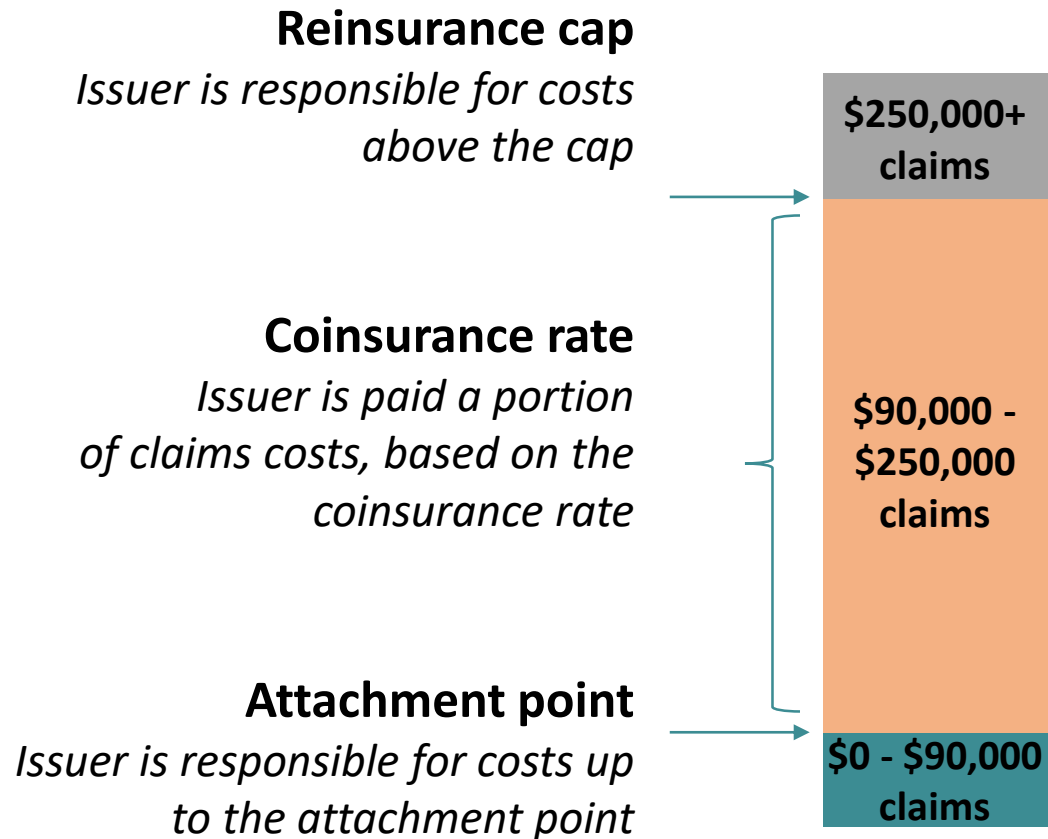 Reinsurance cap
Issuer is responsible for costs
above the cap
$250,000+
claims
Coinsurance rate
Issuer is paid a portion
of claims costs, based on the
coinsurance rate
$90,000 -
$250,000
claims
Attachment point
Issuer is responsible for costs up
to the attachment point
$0 - $90,000
claims